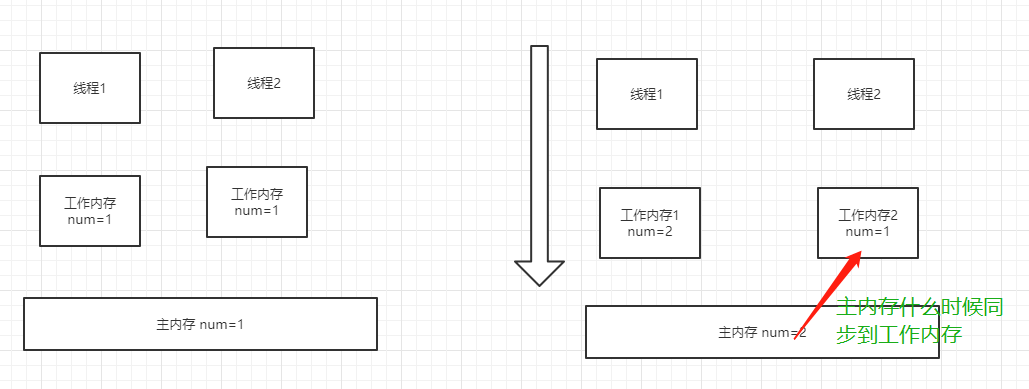 线程1
线程2
工作内存
num=1
工作内存
num=1
主内存 num=1
线程1
线程2
工作内存1
num=2
工作内存2
num=1
主内存 num=2
主内存什么时候同
步到工作内存